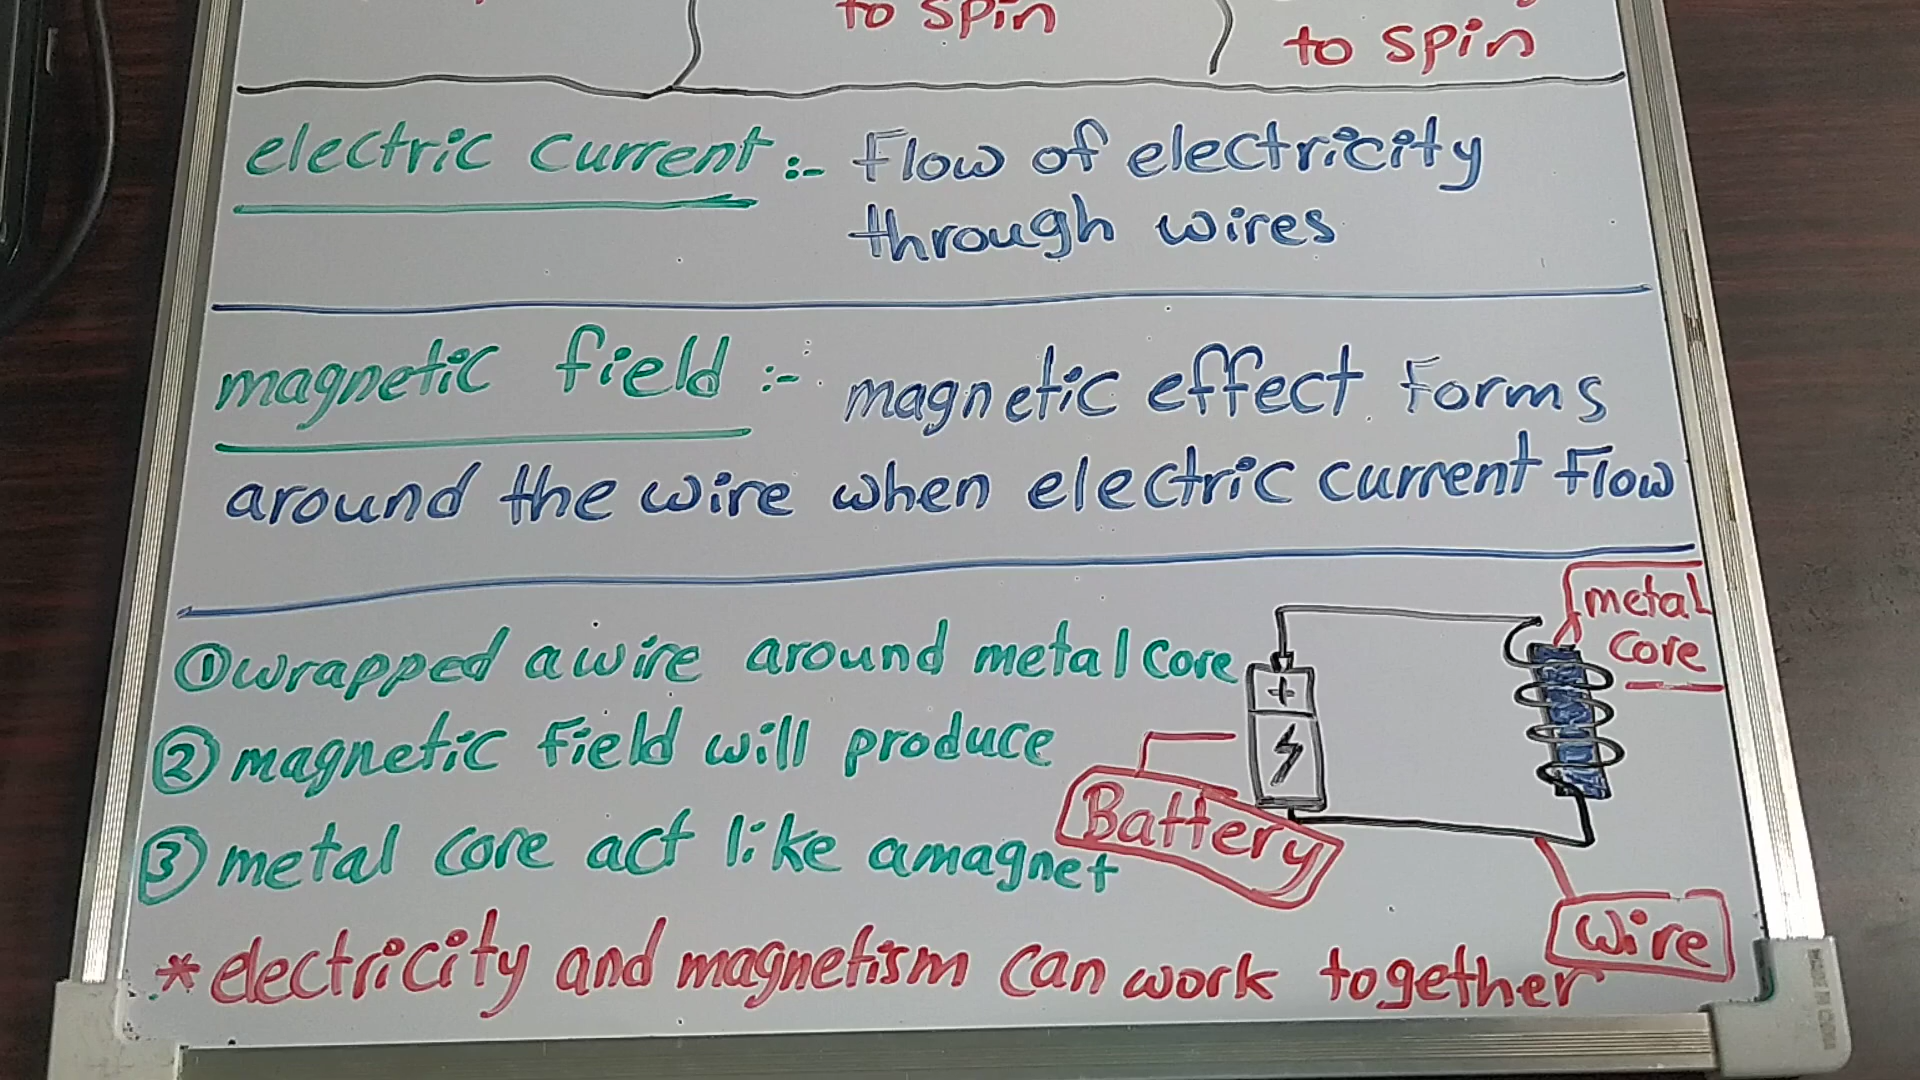 to spin
to spin
electric current :- Flow of electricity
through wires
magnetic field :- magnetic effect forms
around the wire when electric current Flow
① wrapped a wire around metal core
② magnetic field will produce
③ metal core act like a magnet
* electricity and magnetism can work together
metal
core
+
Battery
Wire